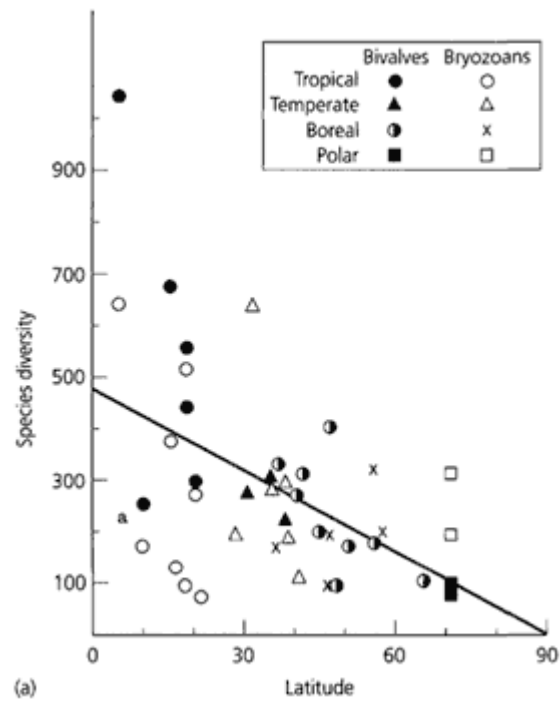 Bivalves Bryozoans
Tropical
Temperate
Boreal x
Polar
900
700
500
300
100
Species diversity
a
0 30 60 90
(a) Latitude